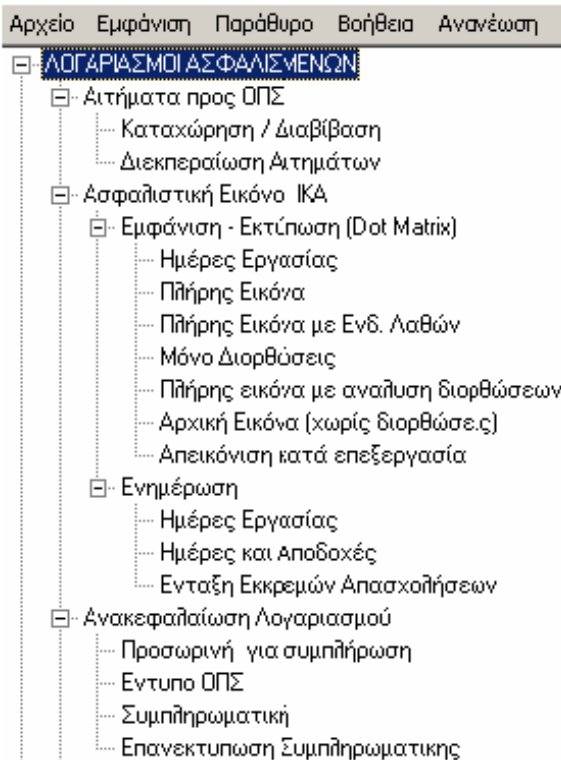 Αρχείο Εμφάνιση Παράθυρο Βοήθεια Ανανέωση
ΛΟΓΑΡΙΑΣΜΟΙ ΑΣΦΑΛΙΣΜΕΝΩΝ
Αιτήματα προς ΟΠΣ
Καταχώρηση / Διαβίβαση
Διεκπεραίωση Αιτημάτων
Ασφαλιστική Εικόνο ΙΚΑ
Εμφάνιση - Εκτύπωση (Dot Matrix)
Ημέρες Εργασίας
Πλήρης Εικόνα
Πλήρης Εικόνα με Ενδ. Λαθών
Μόνο Διορθώσεις
Πλήρης εικόνα με αναλυση διορθώσεων
Αρχική Εικόνα (χωρίς διορθώσεις)
Απεικόνιση κατά επεξεργασία
Ενημέρωση
Ημέρες Εργασίας
Ημέρες και Αποδοχές
Ενταξη Εκκρεμών Απασχολήσεων
Ανακεφαλαίωση Λογαριασμού
Προσωρινή για συμπλήρωση
Εντυπο ΟΠΣ
Συμπληρωματική
Επανεκτυπωση Συμπληρωματικης